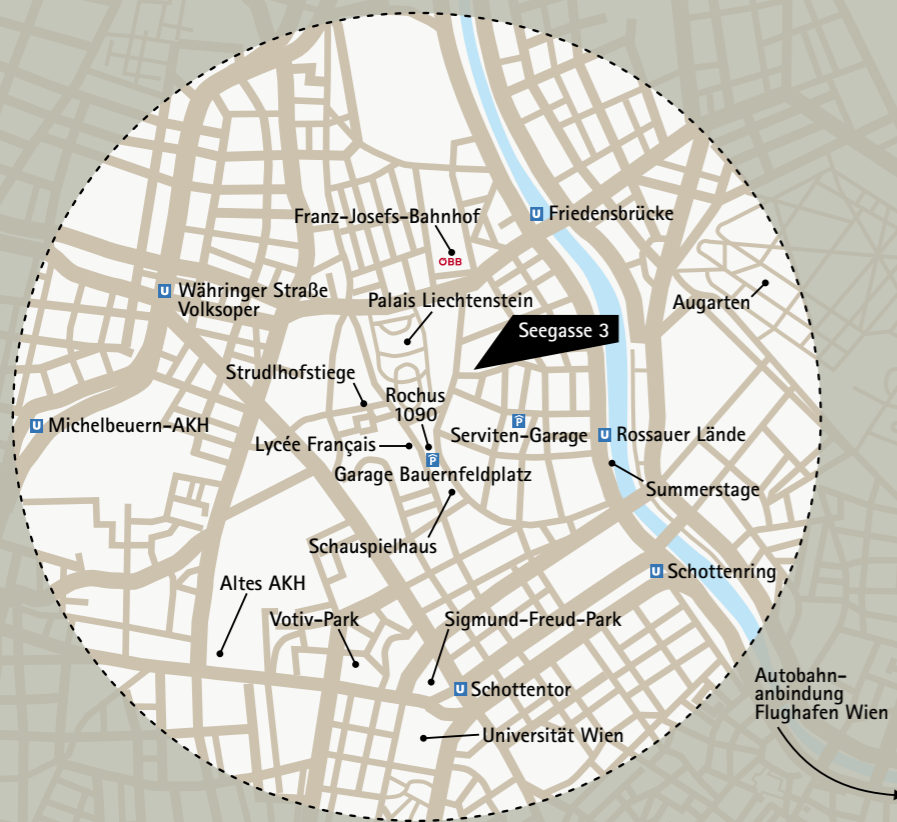 Franz-Josefs-Bahnhof
ÖBB
U Friedensbrücke
U Währinger Straße
Volksoper
Palais Liechtenstein
Augarten
Seegasse 3
Strudlhofstiege
Rochus
1090
U Michelbeuern-AKH
Lycée Français
P
Serviten-Garage
U Rossauer Lände
P
Garage Bauernfeldplatz
Summerstage
Schauspielhaus
U Schottenring
Altes AKH
Votiv-Park
Sigmund-Freud-Park
U Schottentor
Universität Wien
Autobahn-
anbindung
Flughafen Wien